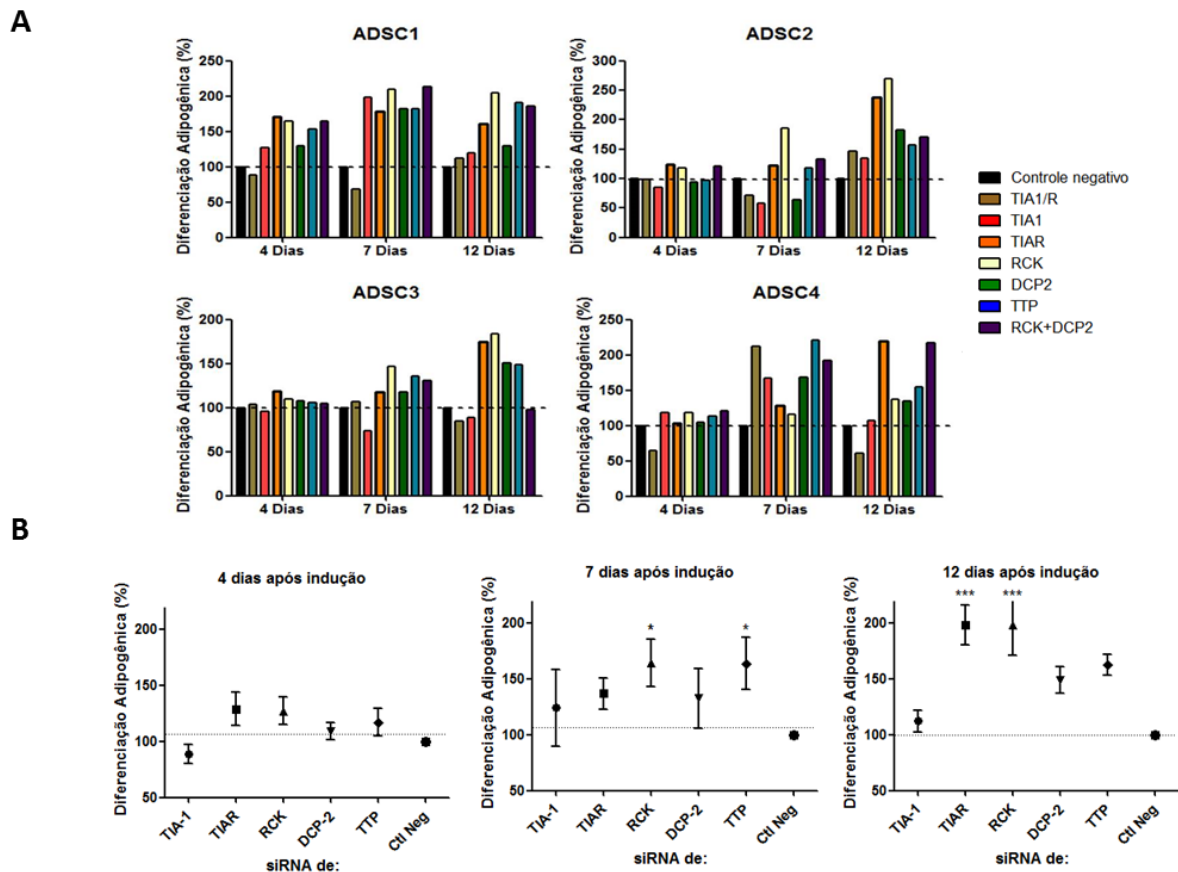 A
ADSC1
Diferenciação Adipogênica (%)
250
200
150
100
50
0
4 Dias
7 Dias
12 Dias
ADSC2
Diferenciação Adipogênica (%)
300
250
200
150
100
50
0
4 Dias
7 Dias
12 Dias
Controle negativo
TIA1/R
TIA1
TIAR
RCK
DCP2
TTP
RCK+DCP2
ADSC3
Diferenciação Adipogênica (%)
200
150
100
50
0
4 Dias
7 Dias
12 Dias
ADSC4
Diferenciação Adipogênica (%)
250
200
150
100
50
0
4 Dias
7 Dias
12 Dias
B
4 dias após indução
Diferenciação Adipogênica (%)
200
150
100
50
TIA-1
TIAR
RCK
DCP-2
TTP
Ctl Neg
siRNA de:
7 dias após indução
Diferenciação Adipogênica (%)
200
150
100
50
*
*
TIA-1
TIAR
RCK
DCP-2
TTP
Ctl Neg
siRNA de:
12 dias após indução
Diferenciação Adipogênica (%)
200
150
100
50
***
***
TIA-1
TIAR
RCK
DCP-2
TTP
Ctl Neg
siRNA de: